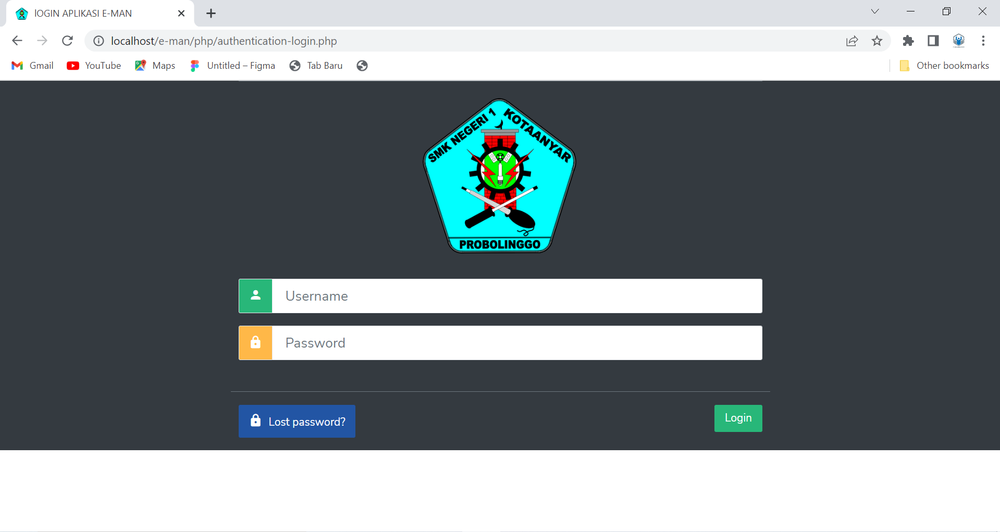 lOGIN APLIKASI E-MAN
localhost/e-man/php/authentication-login.php
Gmail
YouTube
Maps
Untitled – Figma
Tab Baru
Other bookmarks
SMK NEGERI 1 KOTAANYAR
PROBOLINGGO
Username
Password
Lost password?
Login